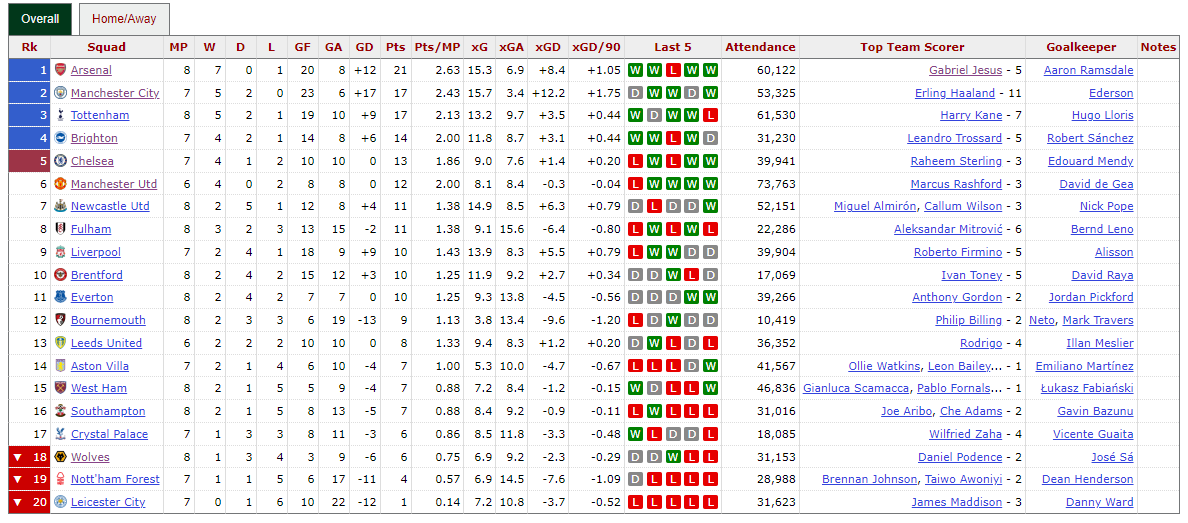 Overall Home/Away
Rk Squad MP W D L GF GA GD Pts Pts/MP xG xGA xGD xGD/90 Last 5 Attendance Top Team Scorer Goalkeeper Notes
1 Arsenal 8 7 0 1 20 8 +12 21 2.63 15.3 6.9 +8.4 +1.05 W W L W W 60,122 Gabriel Jesus - 5 Aaron Ramsdale
2 Manchester City 7 5 2 0 23 6 +17 17 2.43 15.7 3.4 +12.2 +1.75 D W W D W 53,325 Erling Haaland - 11 Ederson
3 Tottenham 8 5 2 1 19 10 +9 17 2.13 13.2 9.7 +3.5 +0.44 W D W W L 61,530 Harry Kane - 7 Hugo Lloris
4 Brighton 7 4 2 1 14 8 +6 14 2.00 11.8 8.7 +3.1 +0.44 W W L W D 31,230 Leandro Trossard - 5 Robert Sánchez
5 Chelsea 7 4 1 2 10 10 0 13 1.86 9.0 7.6 +1.4 +0.20 L W L W W 39,941 Raheem Sterling - 3 Edouard Mendy
6 Manchester Utd 6 4 0 2 8 8 0 12 2.00 8.1 8.4 -0.3 -0.04 L W W W W 73,763 Marcus Rashford - 3 David de Gea
7 Newcastle Utd 8 2 5 1 12 8 +4 11 1.38 14.9 8.5 +6.3 +0.79 D L D D W 52,151 Miguel Almirón, Callum Wilson - 3 Nick Pope
8 Fulham 8 3 2 3 13 15 -2 11 1.38 9.1 15.6 -6.4 -0.80 L W L W L 22,286 Aleksandar Mitrović - 6 Bernd Leno
9 Liverpool 7 2 4 1 18 9 +9 10 1.43 13.9 8.3 +5.5 +0.79 L W W D D 39,904 Roberto Firmino - 5 Alisson
10 Brentford 8 2 4 2 15 12 +3 10 1.25 11.9 9.2 +2.7 +0.34 D D W L D 17,069 Ivan Toney - 5 David Raya
11 Everton 8 2 4 2 7 7 0 10 1.25 9.3 13.8 -4.5 -0.56 D D D W W 39,266 Anthony Gordon - 2 Jordan Pickford
12 Bournemouth 8 2 3 3 6 19 -13 9 1.13 3.8 13.4 -9.6 -1.20 L D W D D 10,419 Philip Billing - 2 Neto, Mark Travers
13 Leeds United 6 2 2 2 10 10 0 8 1.33 9.4 8.3 +1.2 +0.20 D W L D L 36,352 Rodrigo - 4 Illan Meslier
14 Aston Villa 7 2 1 4 6 10 -4 7 1.00 5.3 10.0 -4.7 -0.67 L L L D W 41,567 Ollie Watkins, Leon Bailey... - 1 Emiliano Martínez
15 West Ham 8 2 1 5 5 9 -4 7 0.88 7.2 8.4 -1.2 -0.15 W D L L W 46,836 Gianluca Scamacca, Pablo Fornals... - 1 Łukasz Fabiański
16 Southampton 8 2 1 5 8 13 -5 7 0.88 8.4 9.2 -0.9 -0.11 L W L L L 31,016 Joe Aribo, Che Adams - 2 Gavin Bazunu
17 Crystal Palace 7 1 3 3 8 11 -3 6 0.86 8.5 11.8 -3.3 -0.48 W L D D L 18,085 Wilfried Zaha - 4 Vicente Guaita
▼ 18 Wolves 8 1 3 4 3 9 -6 6 0.75 6.9 9.2 -2.3 -0.29 D D W L L 31,153 Daniel Podence - 2 José Sá
▼ 19 Nott'ham Forest 7 1 1 5 6 17 -11 4 0.57 6.9 14.5 -7.6 -1.09 D L L L L 28,988 Brennan Johnson, Taiwo Awoniyi - 2 Dean Henderson
▼ 20 Leicester City 7 0 1 6 10 22 -12 1 0.14 7.2 10.8 -3.7 -0.52 L L L L L 31,623 James Maddison - 3 Danny Ward